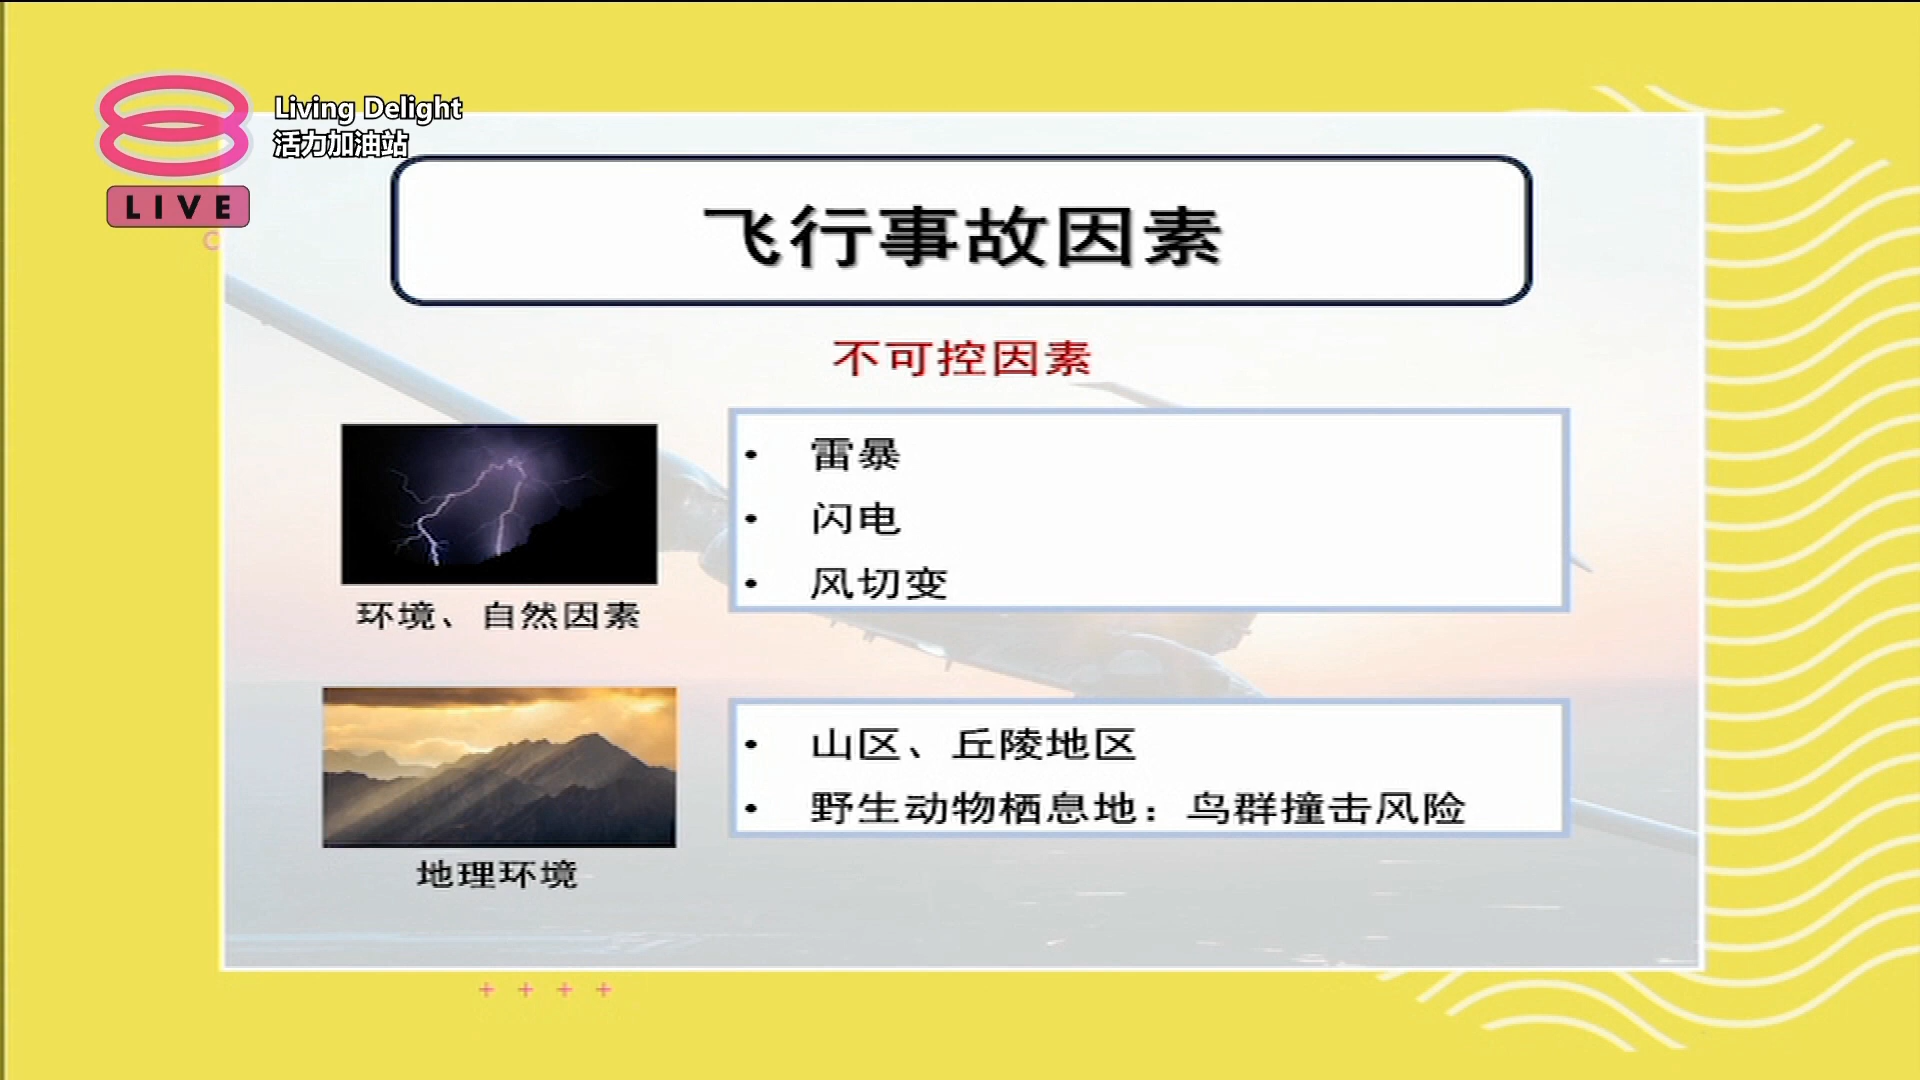 Living Delight
活力加油站
LIVE
飞行事故因素
不可控因素
• 雷暴
• 闪电
• 风切变
环境、自然因素
• 山区、丘陵地区
• 野生动物栖息地：鸟群撞击风险
地理环境